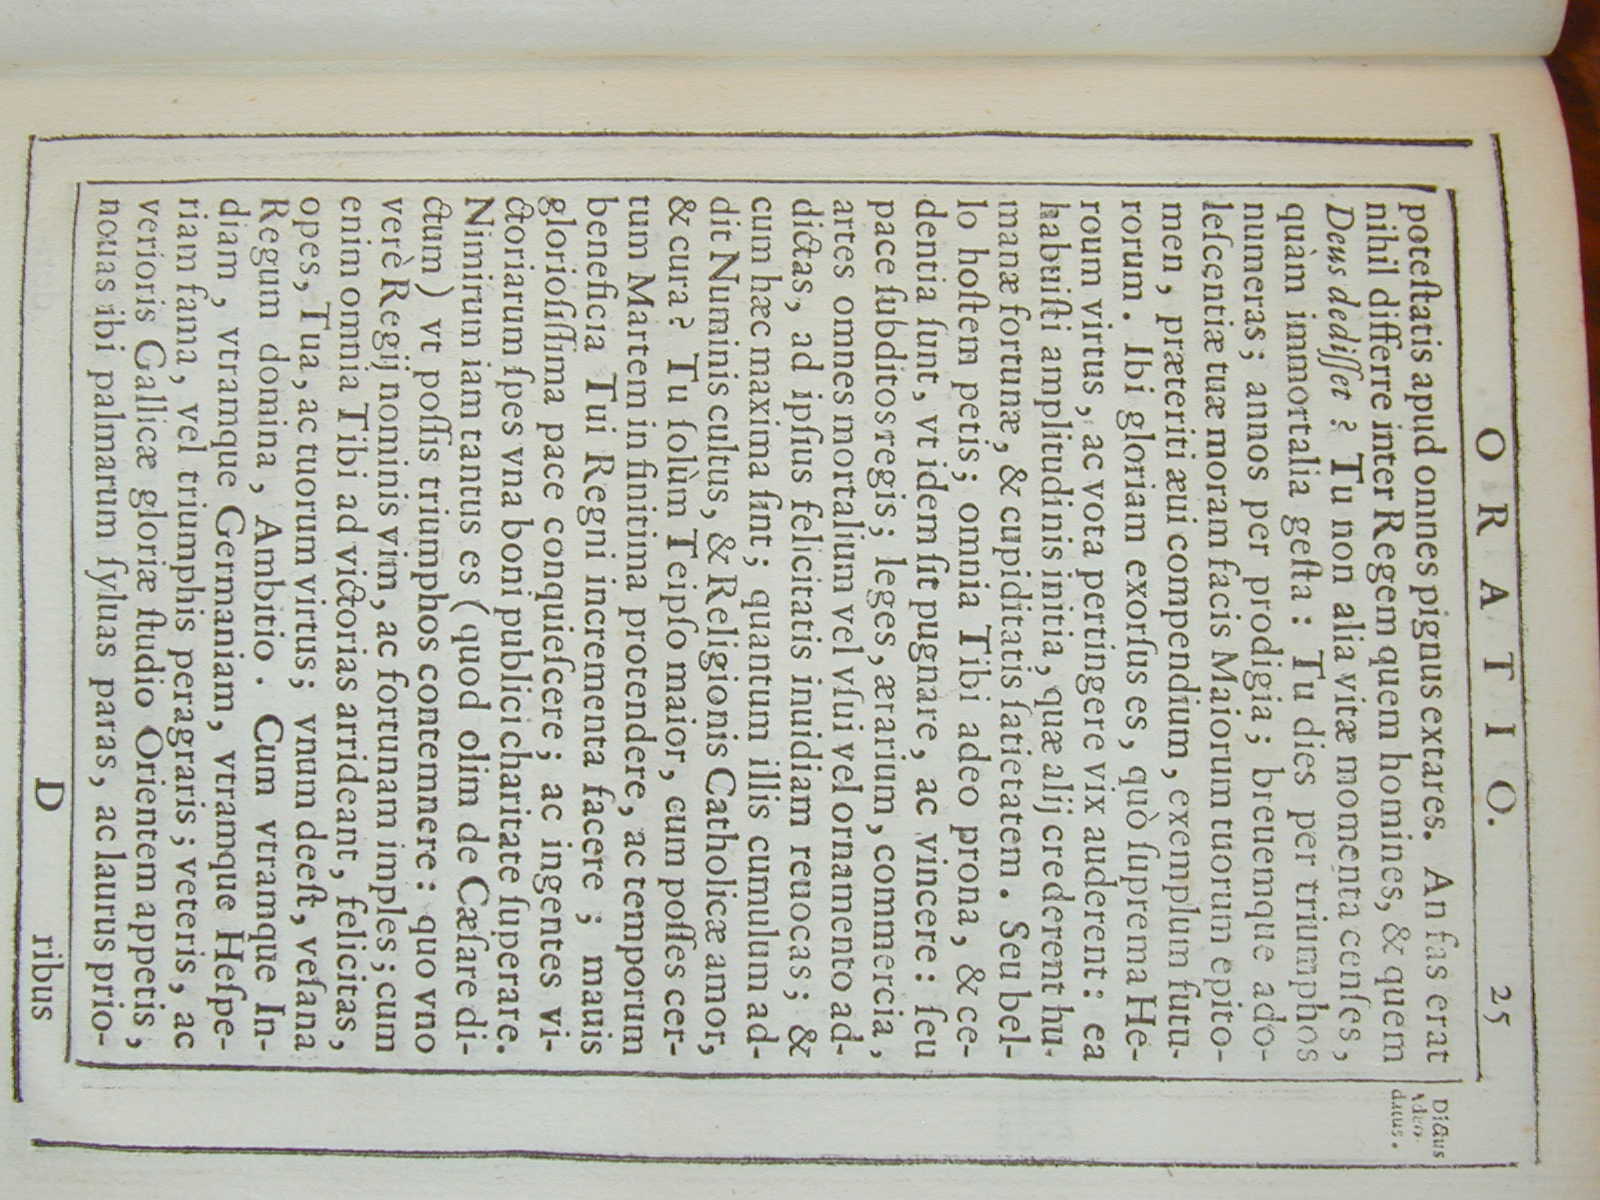 ORATIO. 25
poteſtatis apud omnes pignus extares. An fas erat
nihil differre inter Regem quem homines, & quem
Deus dediſſet? Tu non alia vitæ momenta cenſes,
quàm immortalia geſta: Tu dies per triumphos
numeras; annos per prodigia; breuemque ado-
leſcentiæ tuæ moram facis Maiorum tuorum epito-
men, præteriti æui compendium, exemplum futu-
rorum. Ibi gloriam exorſus es, quò ſuprema He-
roum virtus, ac vota pertingere vix auderent: ea
habuiſti amplitudinis initia, quæ alij crederent hu-
manæ fortunæ, & cupiditatis ſatietatem. Seu bel-
lo hoſtem petis; omnia Tibi adeo prona, & ce-
dentia ſunt, vt idem ſit pugnare, ac vincere: ſeu
pace ſubditos regis; leges, ærarium, commercia,
artes omnes mortalium vel vſui vel ornamento ad-
dictas, ad ipſius felicitatis inuidiam reuocas; &
cum hæc maxima ſint; quantum illis cumulum ad-
dit Numinis cultus, & Religionis Catholicæ amor,
& cura? Tu ſolùm Teipſo maior, cum poſſes cer-
tum Martem in finitima protendere, ac temporum
beneficia Tui Regni incrementa facere; mauis
glorioſiſſima pace conquieſcere; ac ingentes vi-
ctoriarum ſpes vna boni publici charitate ſuperare.
Nimirum iam tantus es (quod olim de Cæſare di-
ctum) vt poſſis triumphos contemnere: quo vno
verè Regij nominis vim, ac fortunam imples; cum
enim omnia Tibi ad victorias arrideant, felicitas,
opes, Tua, ac tuorum virtus; vnum deeſt, veſana
Regum domina, Ambitio. Cum vtramque In-
diam, vtramque Germaniam, vtramque Heſpe-
riam fama, vel triumphis peragraris; veteris, ac
verioris Gallicæ gloriæ ſtudio Orientem appetis,
nouas ibi palmarum ſyluas paras, ac laurus prio-
D ribus
Dictus
datus.